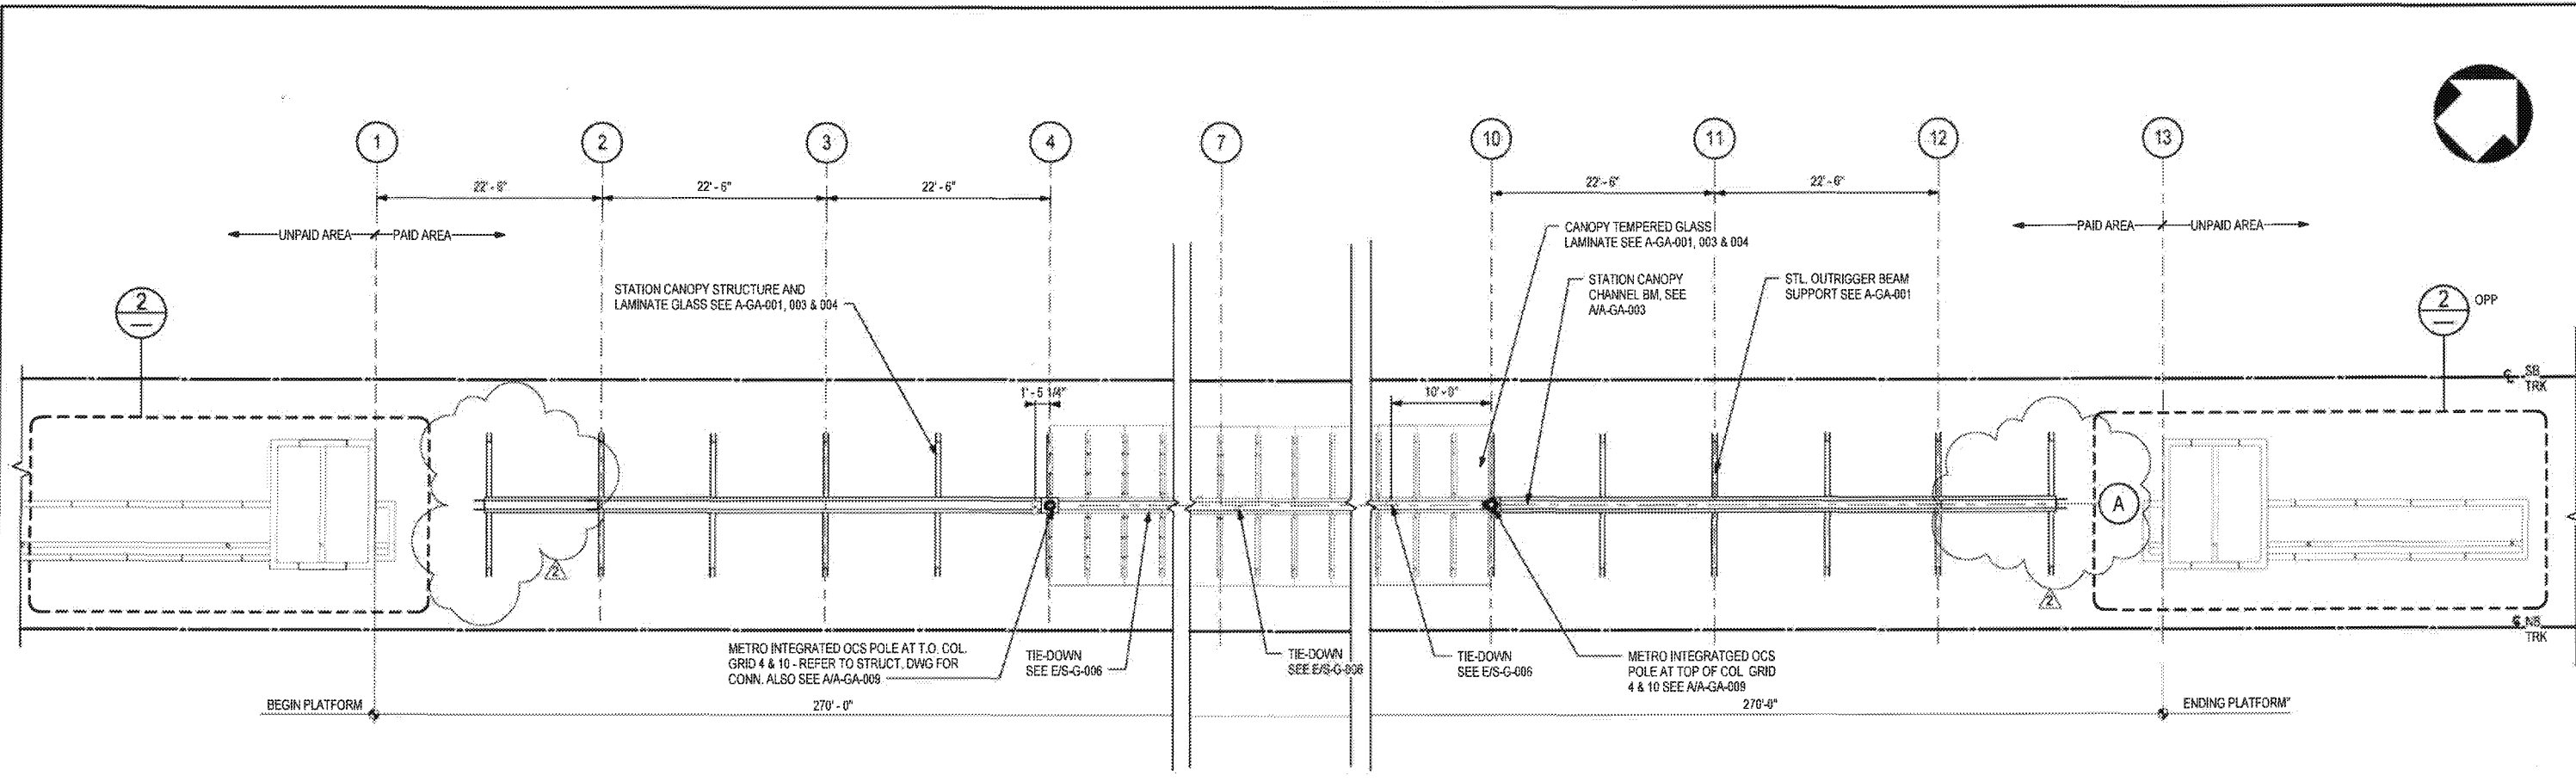 1
2
3
4
7
10
11
12
13
22' - 6"
22' - 6"
22' - 6"
22' - 6"
22' - 6"
UNPAID AREA
PAID AREA
PAID AREA
UNPAID AREA
CANOPY TEMPERED GLASS
LAMINATE SEE A-GA-001, 003 & 004
STATION CANOPY STRUCTURE AND
LAMINATE GLASS SEE A-GA-001, 003 & 004
STATION CANOPY
CHANNEL BM, SEE
A/A-GA-003
STL. OUTRIGGER BEAM
SUPPORT SEE A-GA-001
2
2
OPP
SB
TRK
1' - 5 1/4"
10' - 0"
A
2
2
NB
TRK
METRO INTEGRATED OCS POLE AT T.O. COL.
GRID 4 & 10 - REFER TO STRUCT. DWG FOR
CONN. ALSO SEE A/A-GA-009
TIE-DOWN
SEE E/S-G-006
TIE-DOWN
SEE E/S-G-006
TIE-DOWN
SEE E/S-G-006
METRO INTEGRATGED OCS
POLE AT TOP OF COL GRID
4 & 10 SEE A/A-GA-009
BEGIN PLATFORM
270' - 0"
270'-0"
ENDING PLATFORM"